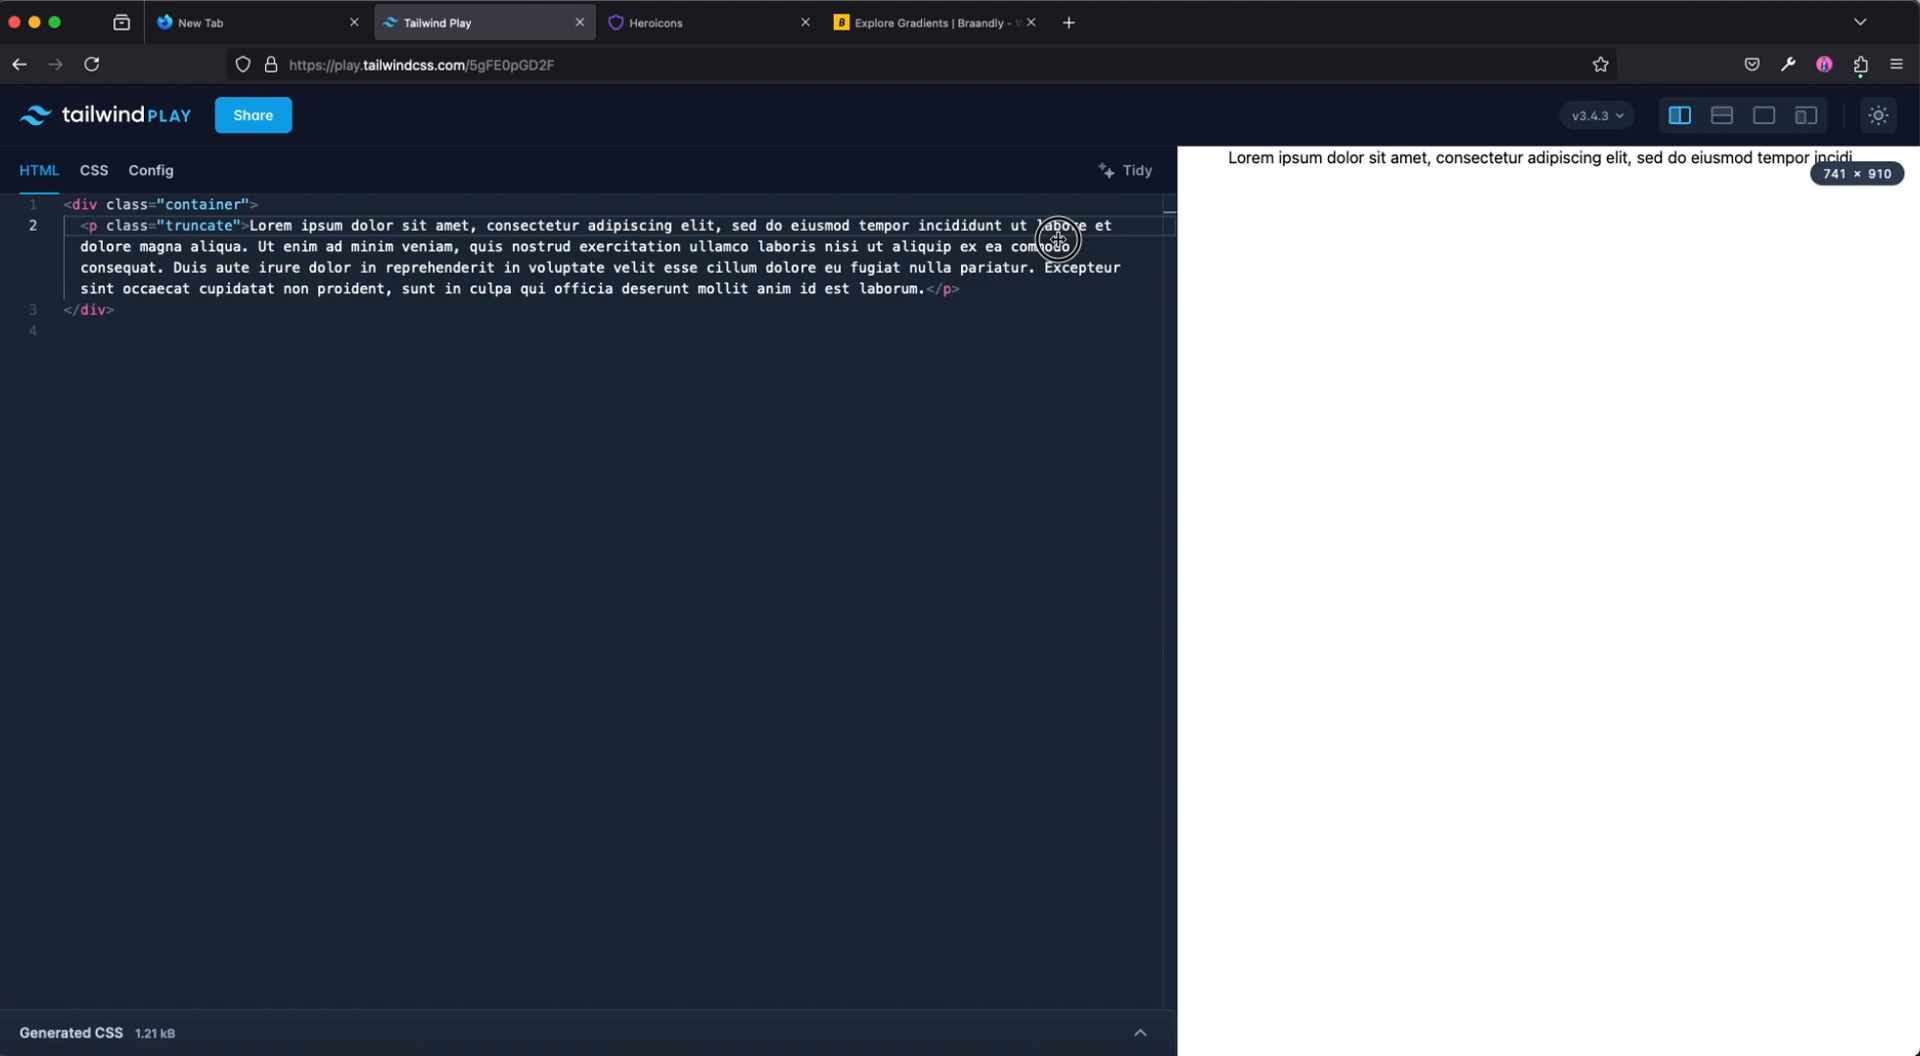 New Tab
Tailwind Play
Heroicons
B Explore Gradients | Braandly -
https://play.tailwindcss.com/5gFE0pGD2F
tailwind PLAY
Share
v3.4.3
HTML CSS Config
Tidy
1 <div class="container">
2 <p class="truncate">Lorem ipsum dolor sit amet, consectetur adipiscing elit, sed do eiusmod tempor incididunt ut labore et
dolore magna aliqua. Ut enim ad minim veniam, quis nostrud exercitation ullamco laboris nisi ut aliquip ex ea commodo
consequat. Duis aute irure dolor in reprehenderit in voluptate velit esse cillum dolore eu fugiat nulla pariatur. Excepteur
sint occaecat cupidatat non proident, sunt in culpa qui officia deserunt mollit anim id est laborum.</p>
3 </div>
4
Lorem ipsum dolor sit amet, consectetur adipiscing elit, sed do eiusmod tempor incidi
741 × 910
Generated CSS 1.21 kB